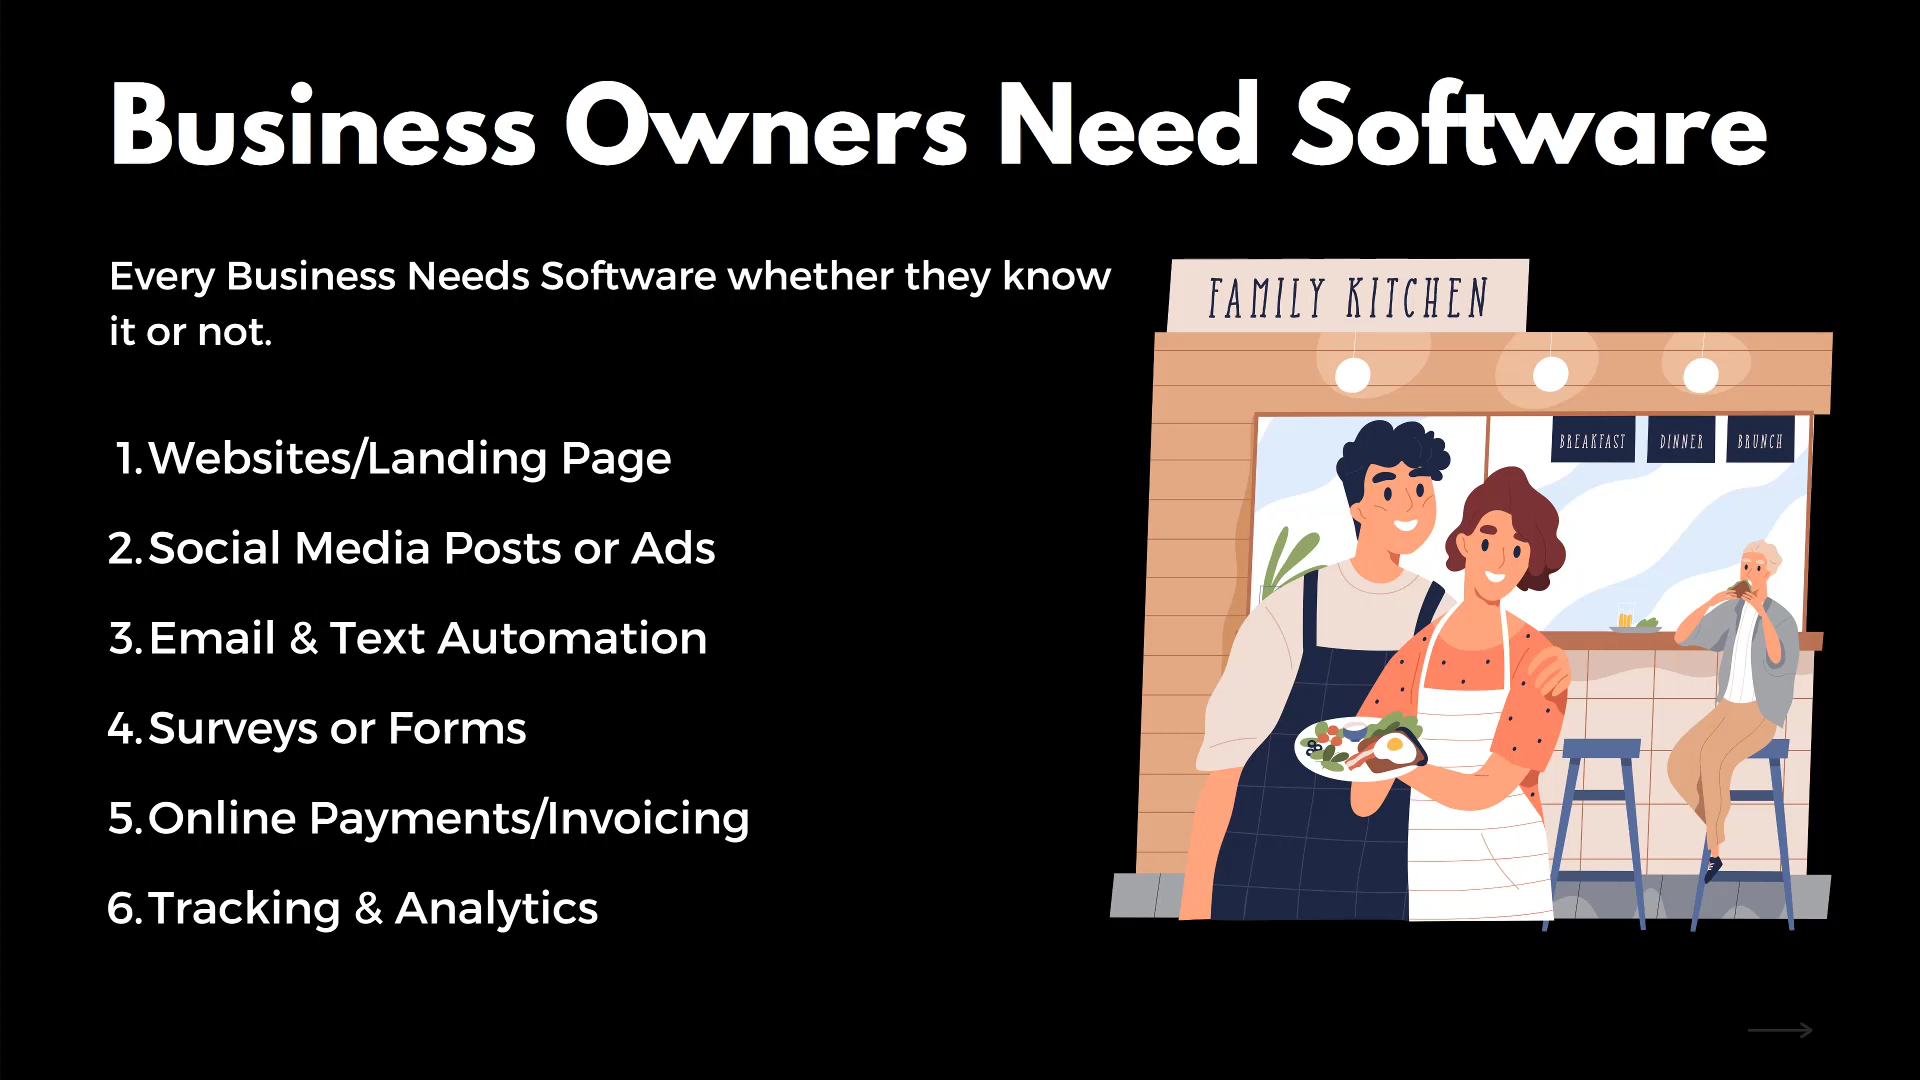 Business Owners Need Software
Every Business Needs Software whether they know
it or not.
1. Websites/Landing Page
2. Social Media Posts or Ads
3. Email & Text Automation
4. Surveys or Forms
5. Online Payments/Invoicing
6. Tracking & Analytics
FAMILY KITCHEN
BREAKFAST
DINNER
BRUNCH